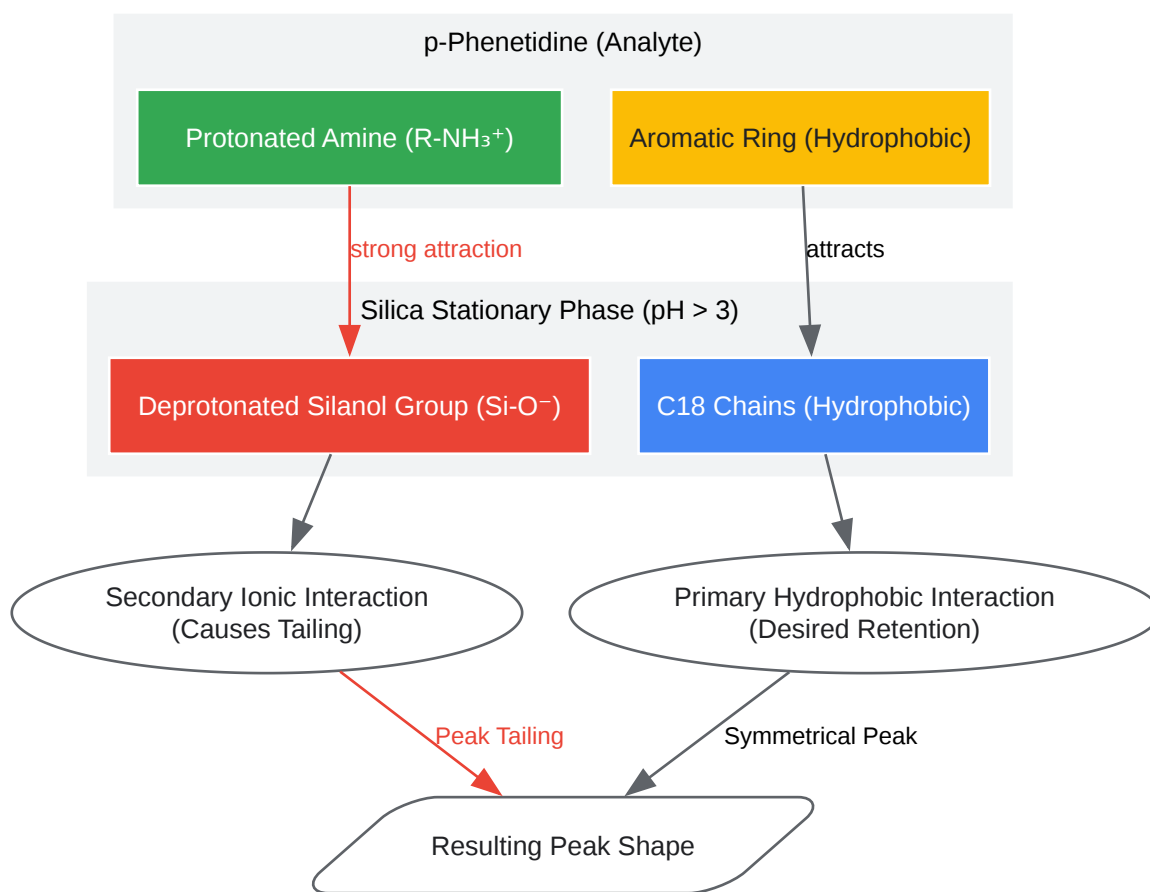 p-Phenetidine (Analyte)
Protonated Amine (R-NH₃⁺)
Aromatic Ring (Hydrophobic)
strong attraction
attracts
Silica Stationary Phase (pH > 3)
Deprotonated Silanol Group (Si-O⁻)
C18 Chains (Hydrophobic)
Secondary Ionic Interaction
(Causes Tailing)
Primary Hydrophobic Interaction
(Desired Retention)
Peak Tailing
Symmetrical Peak
Resulting Peak Shape